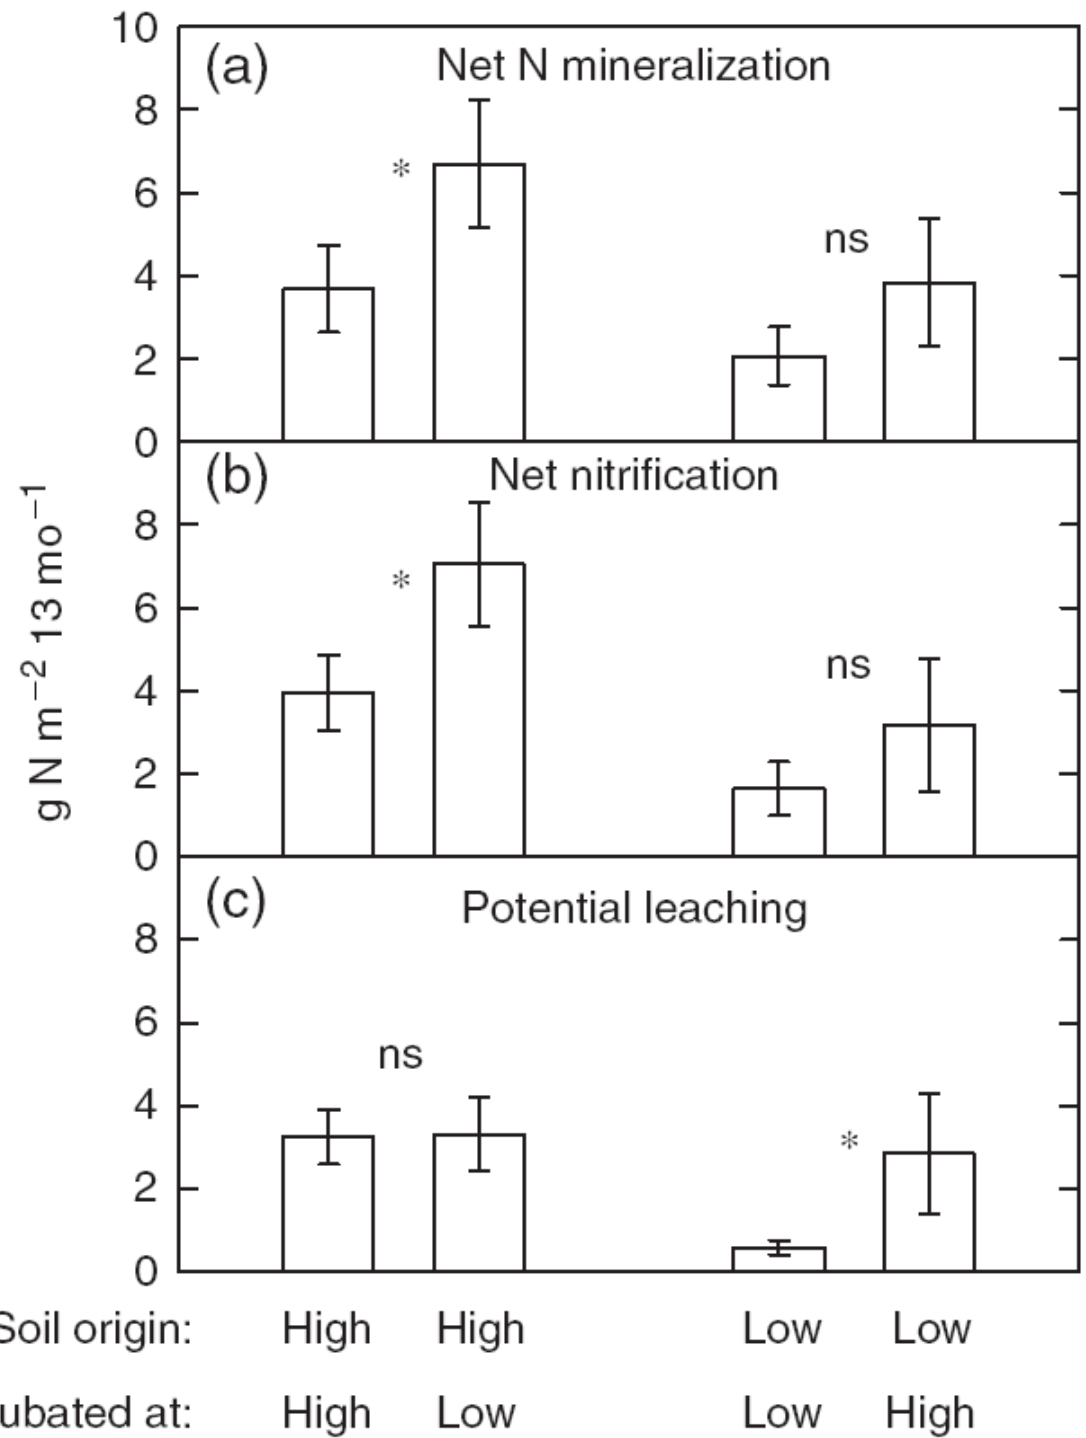 10
(a) Net N mineralization
8
*
6
ns
4
2
0
(b) Net nitrification
8
*
6
ns
4
2
0
(c) Potential leaching
8
6
ns
4
*
2
0
g N m−2 13 mo−1
Soil origin: High High Low Low
ubated at: High Low Low High